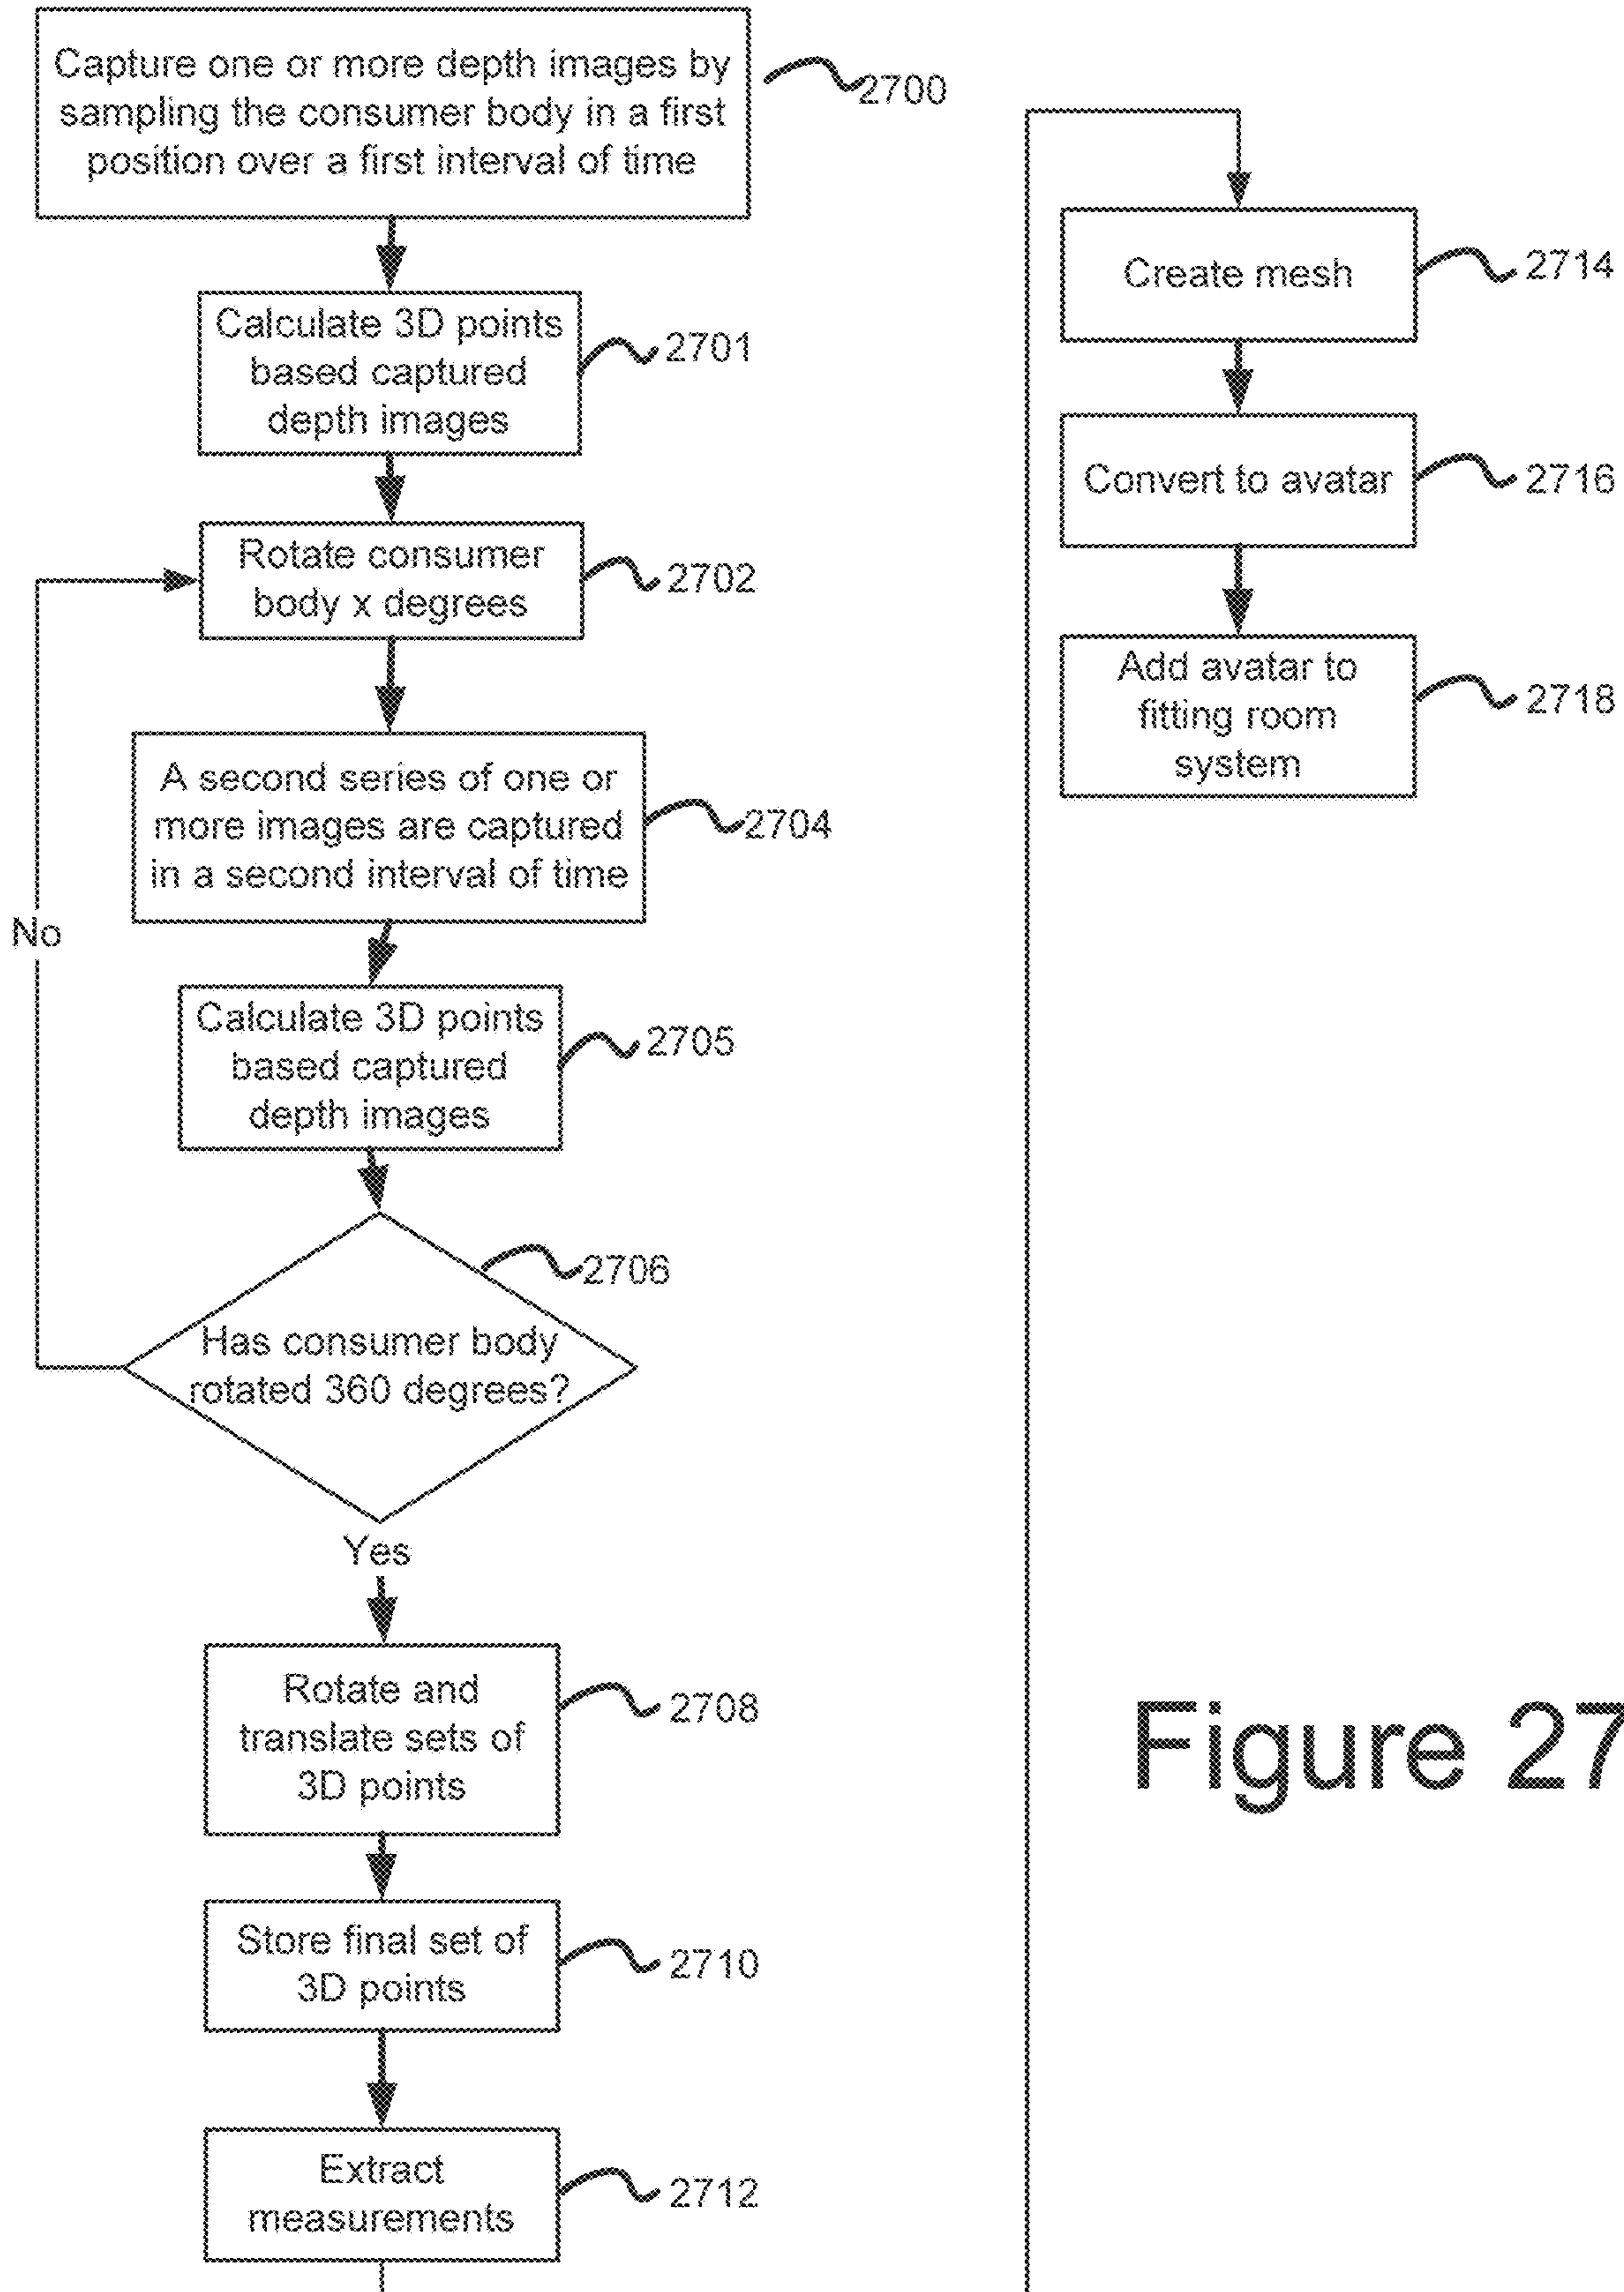 Capture one or more depth images by
sampling the consumer body in a first
position over a first interval of time
2700
Calculate 3D points
based captured
depth images
2701
Rotate consumer
body x degrees
2702
A second series of one or
more images are captured
in a second interval of time
2704
No
Calculate 3D points
based captured
depth images
2705
2706
Has consumer body
rotated 360 degrees?
Yes
Rotate and
translate sets of
3D points
2708
Store final set of
3D points
2710
Extract
measurements
2712
Create mesh
2714
Convert to avatar
2716
Add avatar to
fitting room
system
2718
Figure 27